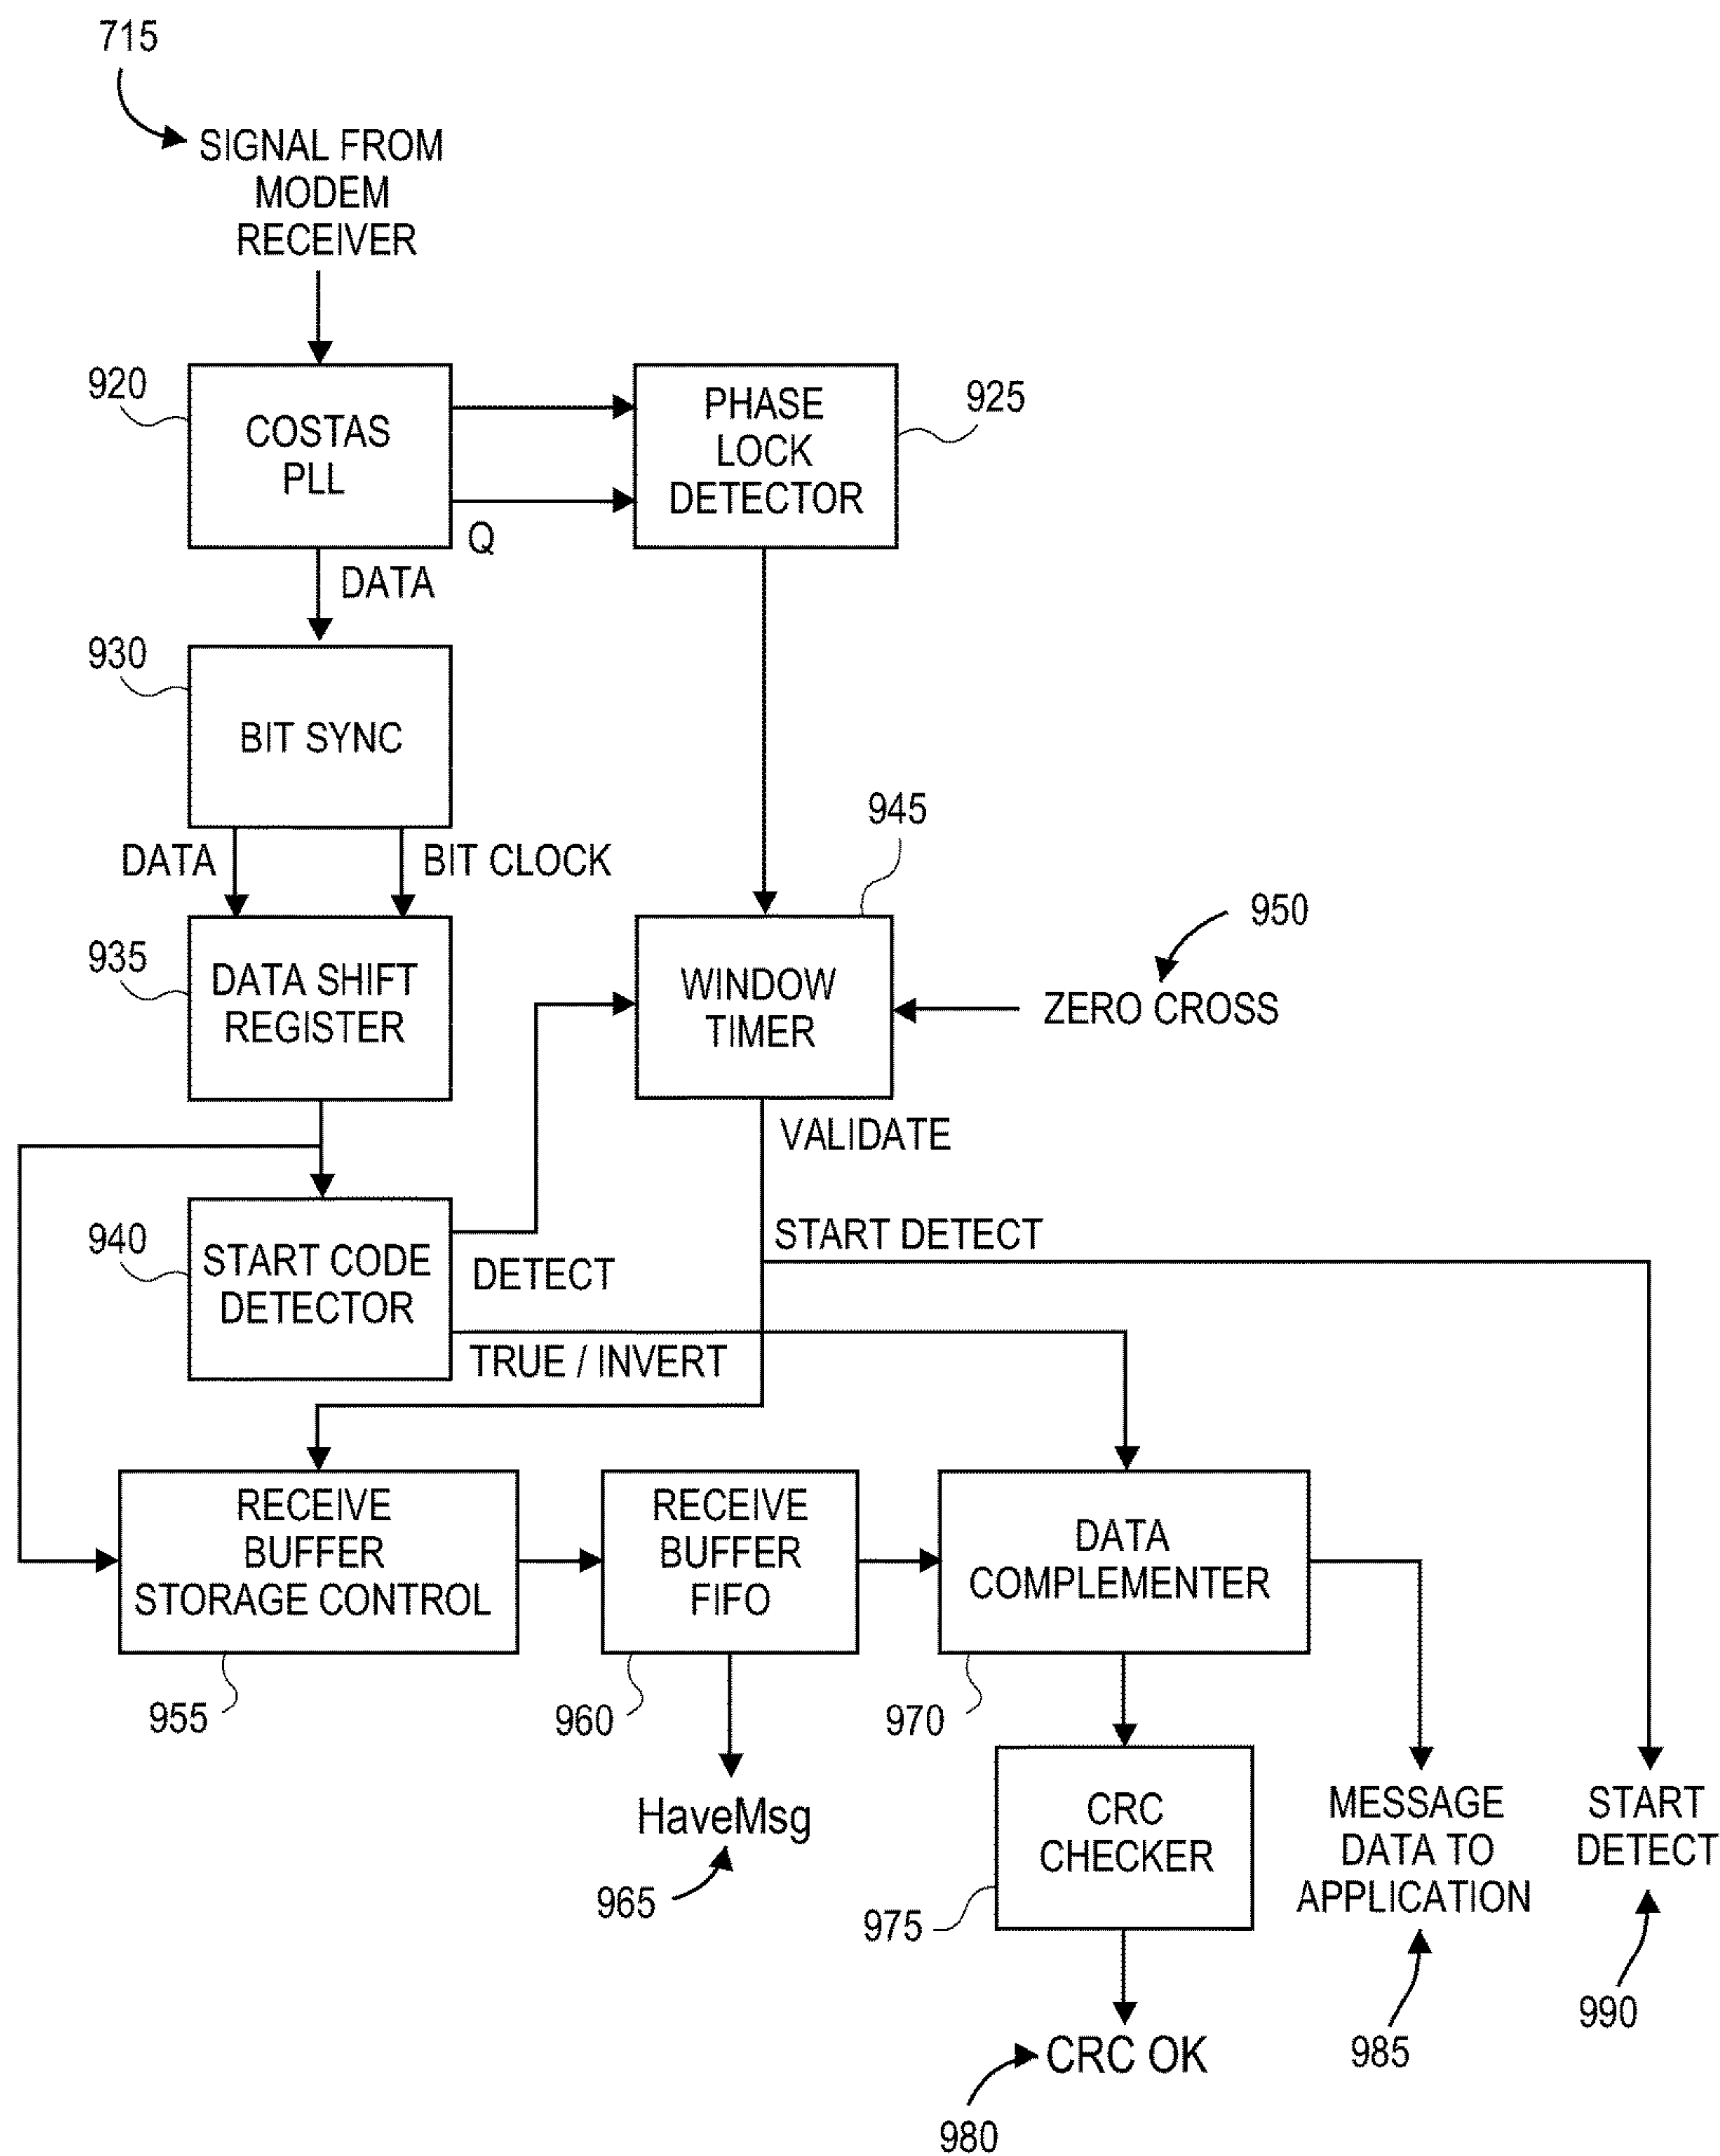 715
SIGNAL FROM
MODEM
RECEIVER
920
COSTAS
PLL
PHASE
LOCK
DETECTOR
925
Q
DATA
930
BIT SYNC
DATA
BIT CLOCK
945
950
935
DATA SHIFT
REGISTER
WINDOW
TIMER
ZERO CROSS
VALIDATE
940
START CODE
DETECTOR
DETECT
START DETECT
TRUE / INVERT
RECEIVE
BUFFER
STORAGE CONTROL
RECEIVE
BUFFER
FIFO
DATA
COMPLEMENTER
955
960
970
HaveMsg
965
CRC
CHECKER
975
MESSAGE
DATA TO
APPLICATION
START
DETECT
985
990
CRC OK
980